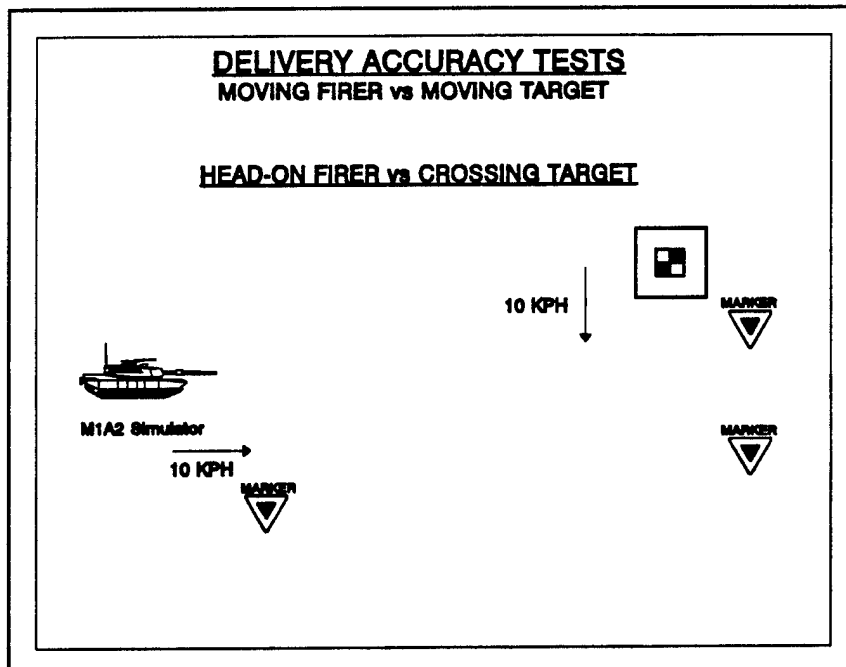 DELIVERY ACCURACY TESTS
MOVING FIRER vs MOVING TARGET
HEAD-ON FIRER vs CROSSING TARGET
10 KPH
MARKER
M1A2 Simulator
10 KPH
MARKER
MARKER